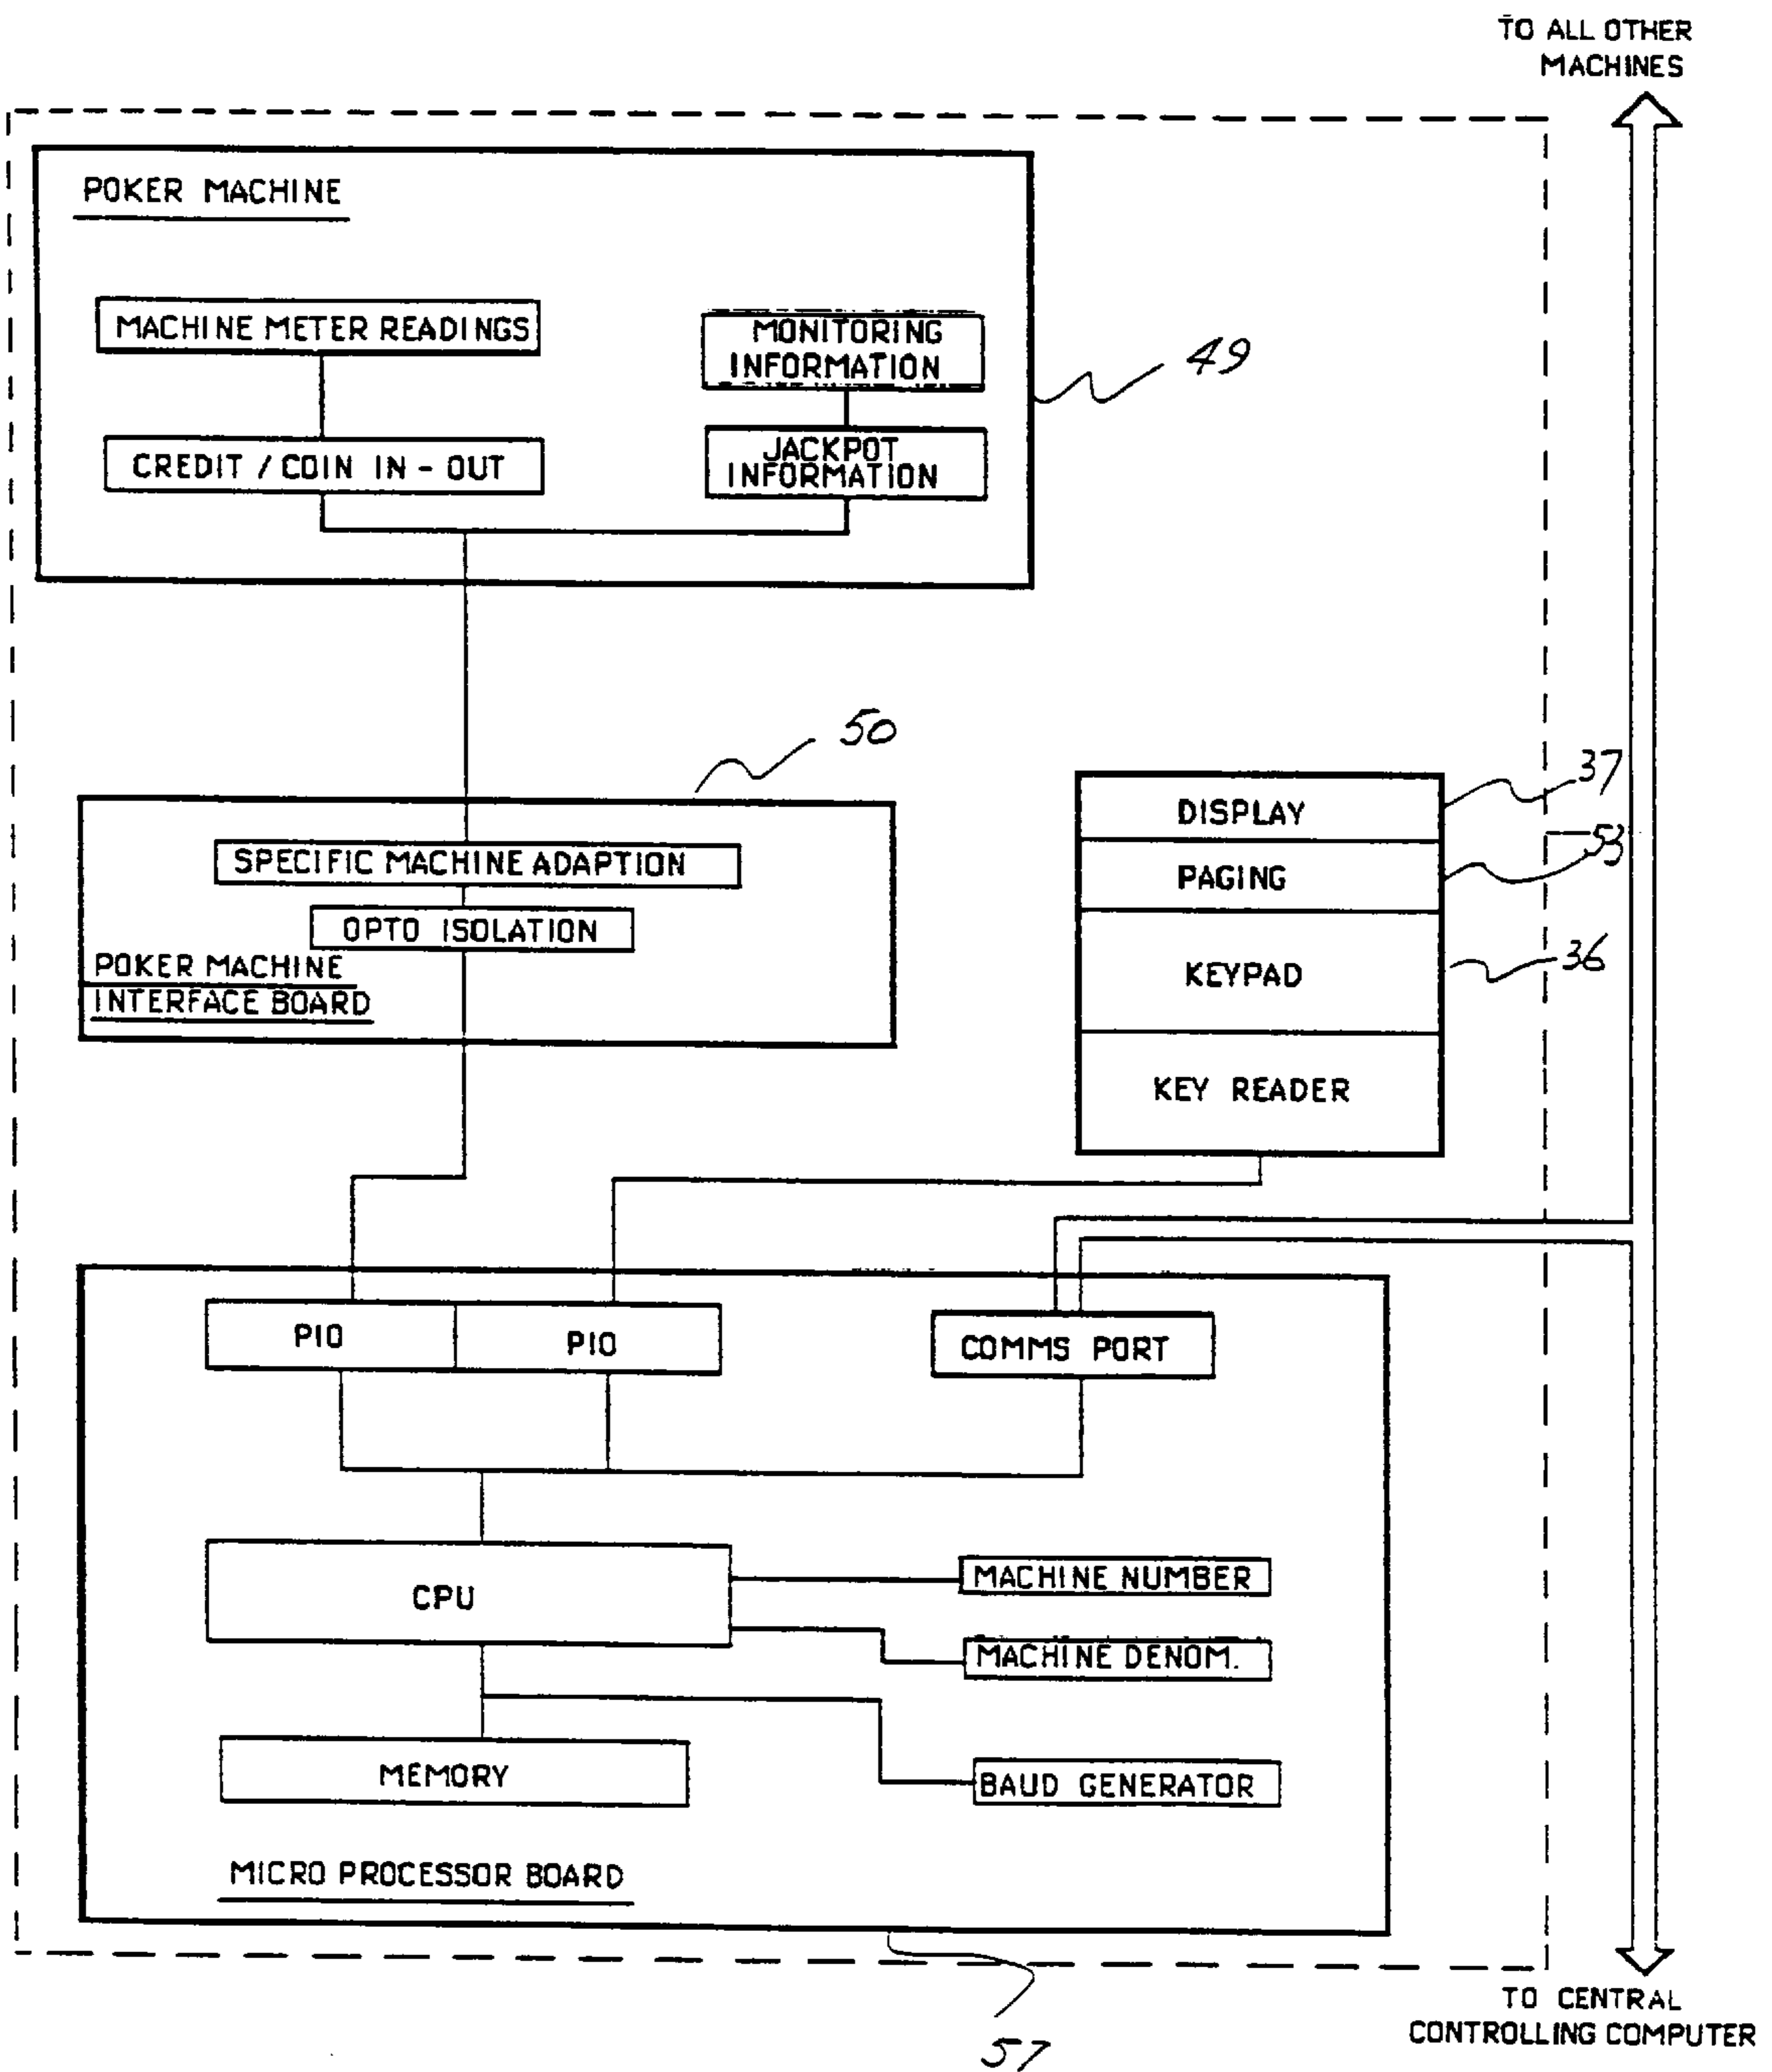 TO ALL OTHER
MACHINES
POKER MACHINE
MACHINE METER READINGS
MONITORING
INFORMATION
49
CREDIT / COIN IN - OUT
JACKPOT
INFORMATION
50
DISPLAY
37
PAGING
53
SPECIFIC MACHINE ADAPTION
OPTO ISOLATION
POKER MACHINE
INTERFACE BOARD
KEYPAD
36
KEY READER
PIO
PIO
COMMS PORT
CPU
MACHINE NUMBER
MACHINE DENOM.
MEMORY
BAUD GENERATOR
MICRO PROCESSOR BOARD
57
TO CENTRAL
CONTROLLING COMPUTER